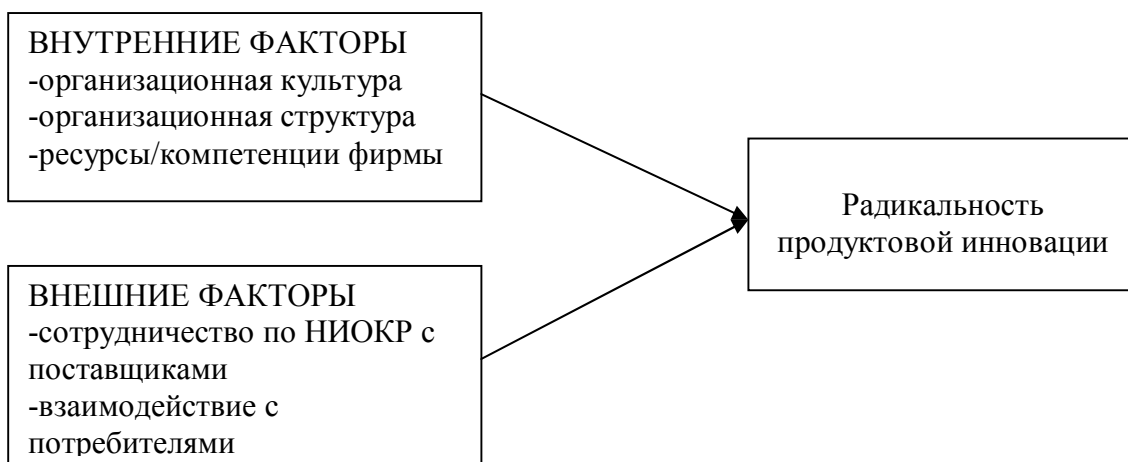 ВНУТРЕННИЕ ФАКТОРЫ
-организационная культура
-организационная структура
-ресурсы/компетенции фирмы
Радикальность
продуктовой инновации
ВНЕШНИЕ ФАКТОРЫ
-сотрудничество по НИОКР с
поставщиками
-взаимодействие с
потребителями